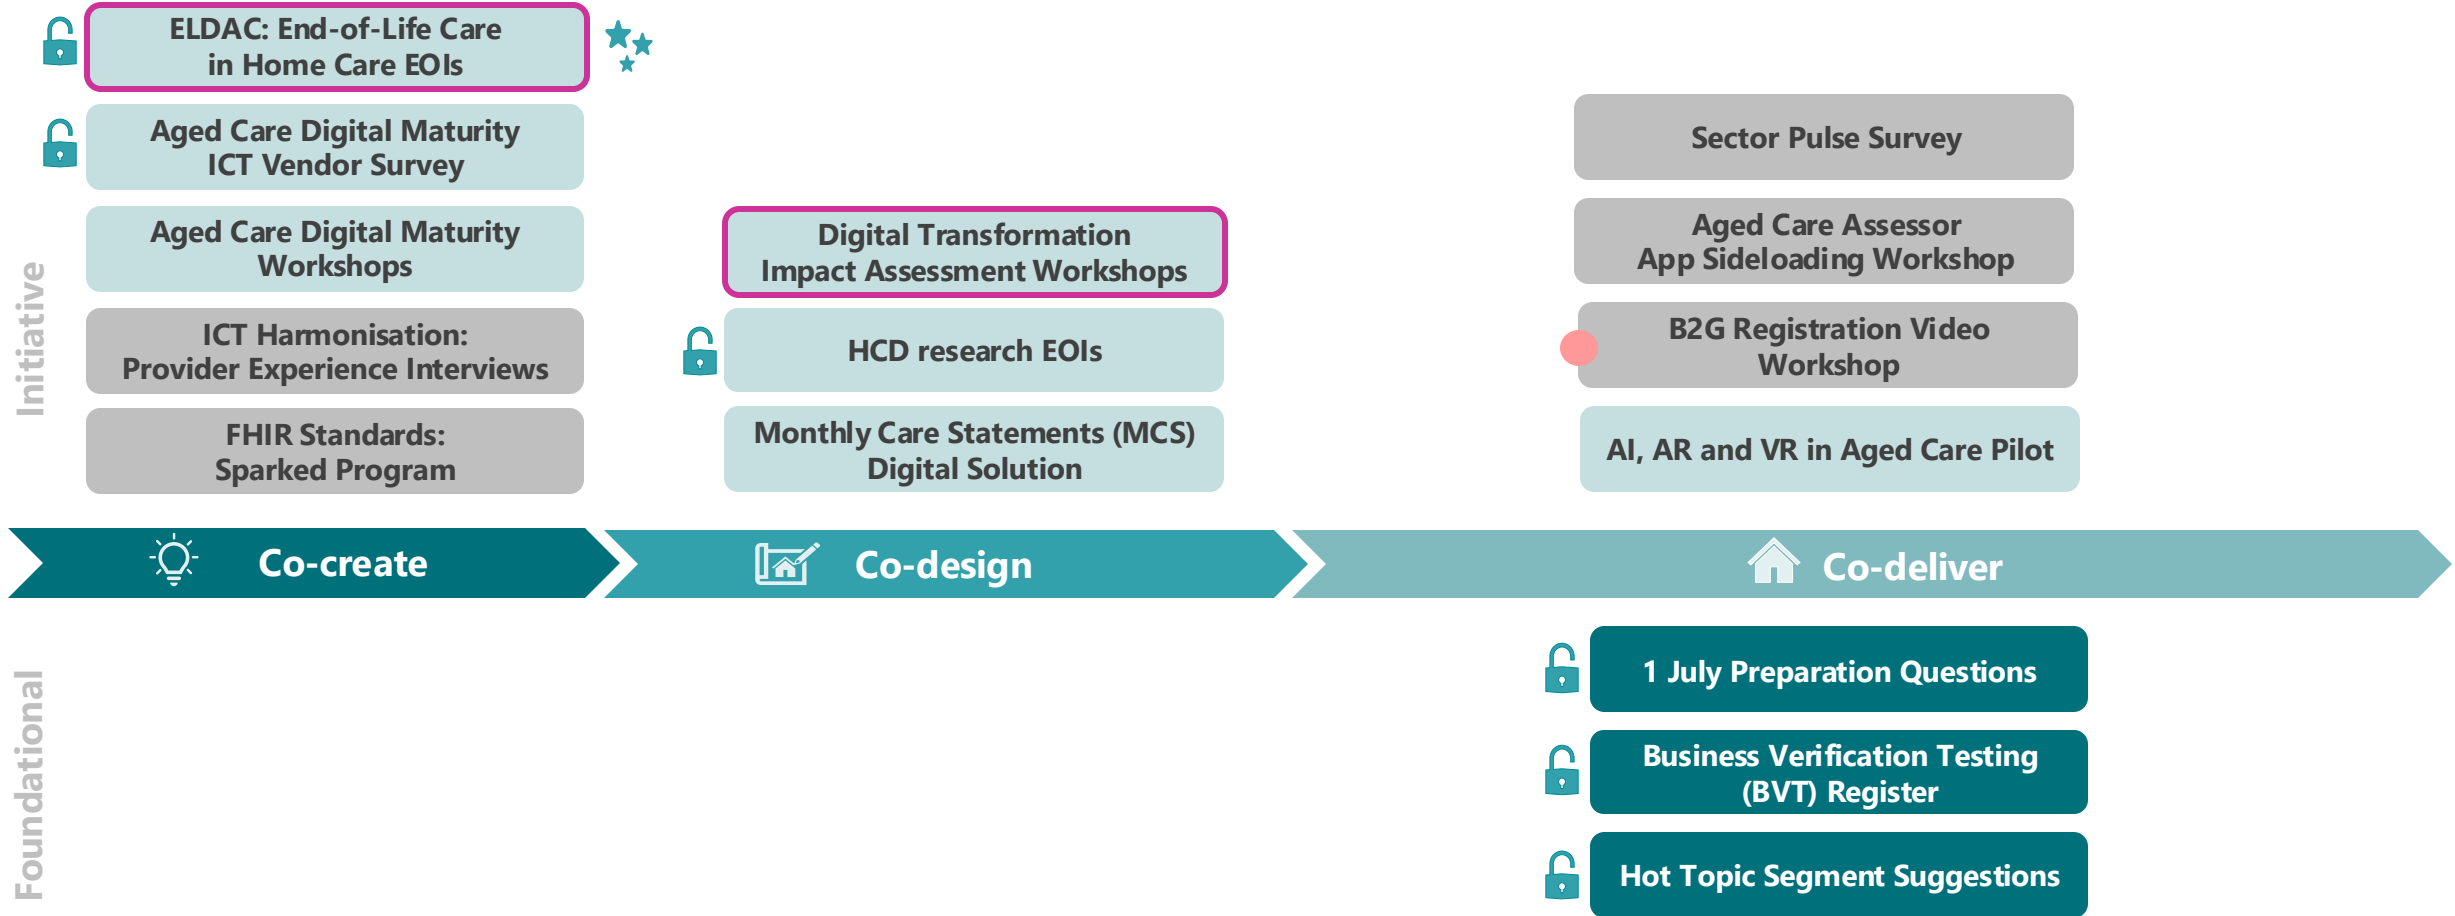 ELDAC: End-of-Life Care
in Home Care EOIs
Aged Care Digital Maturity
ICT Vendor Survey
Aged Care Digital Maturity
Workshops
ICT Harmonisation:
Provider Experience Interviews
FHIR Standards:
Sparked Program
Digital Transformation
Impact Assessment Workshops
HCD research EOIs
Monthly Care Statements (MCS)
Digital Solution
Sector Pulse Survey
Aged Care Assessor
App Sideloading Workshop
B2G Registration Video
Workshop
AI, AR and VR in Aged Care Pilot
Initiative
Co-create
Co-design
Co-deliver
Foundational
1 July Preparation Questions
Business Verification Testing
(BVT) Register
Hot Topic Segment Suggestions